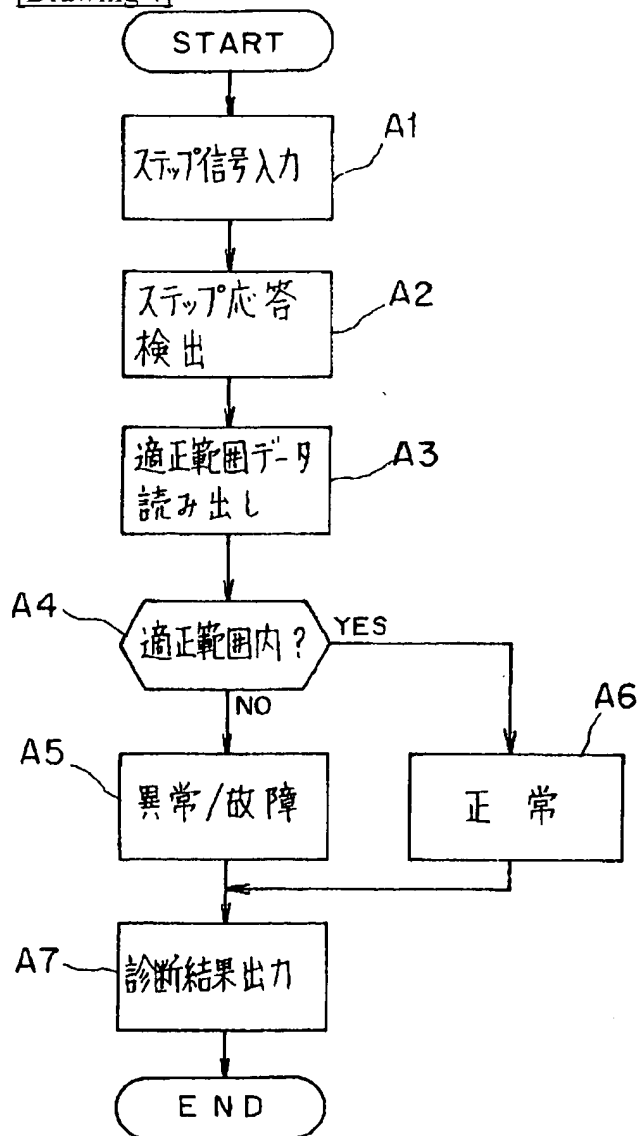 START
A1
ステップ信号入力
A2
ステップ応答
検出
A3
適正範囲データ
読み出し
A4
適正範囲内?
YES
NO
A5
異常/故障
A6
正常
A7
診断結果出力
END